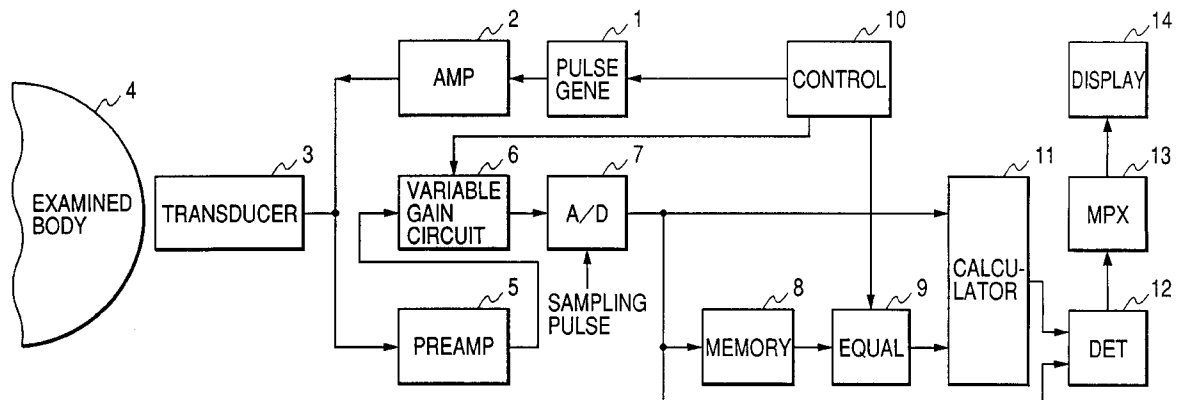 2
1
10
14
4
AMP
PULSE
GENE
CONTROL
DISPLAY
3
6
7
11
13
EXAMINED
BODY
TRANSDUCER
VARIABLE
GAIN
CIRCUIT
A/D
MPX
CALCU-
LATOR
5
SAMPLING
PULSE
8
9
12
PREAMP
MEMORY
EQUAL
DET